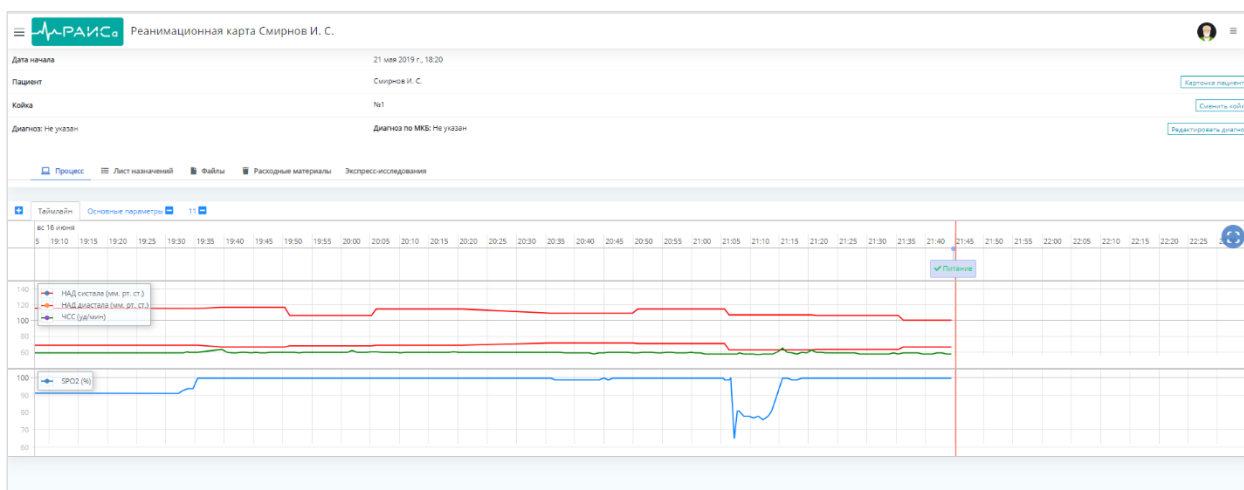 РАИСа Реанимационная карта Смирнов И. С.
Дата начала 21 мая 2019 г., 18:20
Пациент Смирнов И. С. Карточка пациент
Койка №1 Сменить койк
Диагноз: Не указан Диагноз по МКБ: Не указан Редактировать диагно
Процесс Лист назначений Файлы Расходные материалы Экспресс-исследования
Таймлайн Основные параметры 11
вс 16 июня
5 19:10 19:15 19:20 19:25 19:30 19:35 19:40 19:45 19:50 19:55 20:00 20:05 20:10 20:15 20:20 20:25 20:30 20:35 20:40 20:45 20:50 20:55 21:00 21:05 21:10 21:15 21:20 21:25 21:30 21:35 21:40 21:45 21:50 21:55 22:00 22:05 22:10 22:15 22:20 22:25
Питание
140
НАД систала (мм. рт. ст.)
120
НАД диастала (мм. рт. ст.)
100
ЧСС (уд/мин)
80
60
100
SPO2 (%)
90
80
70
60